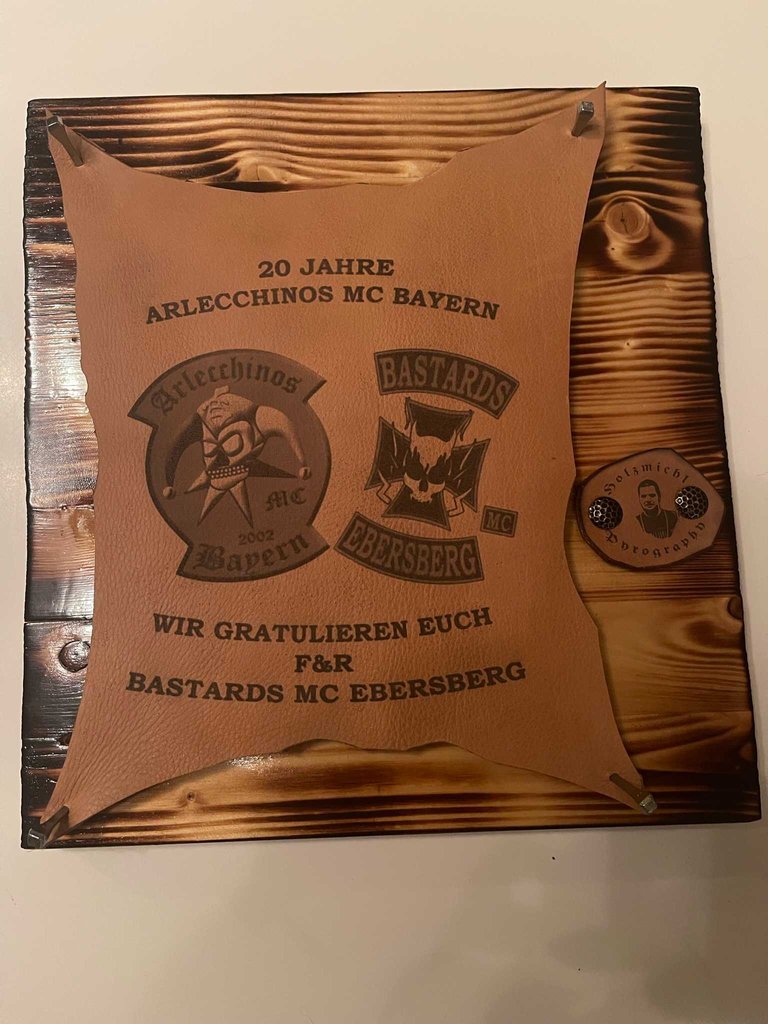 20 JAHRE
ARLECCHINOS MC BAYERN
Arlecchinos
MC
2002
Bayern
BASTARDS
MC
EBERSBERG
Holzmichl
Pyrography
WIR GRATULIEREN EUCH
F&R
BASTARDS MC EBERSBERG